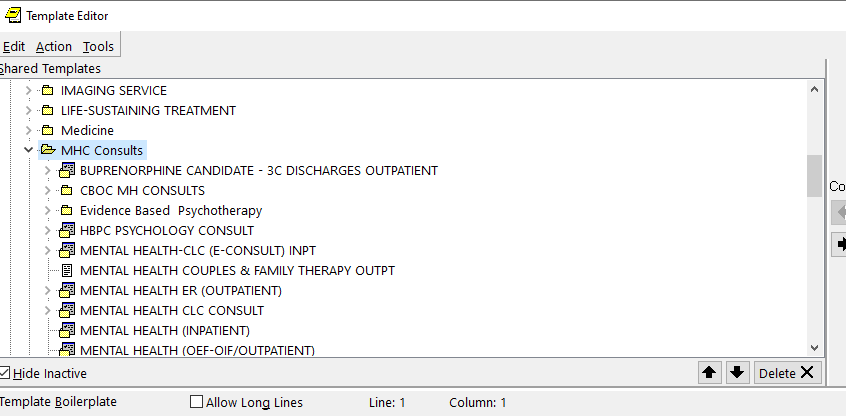 Template Editor
Edit Action Tools
Shared Templates
IMAGING SERVICE
LIFE-SUSTAINING TREATMENT
Medicine
MHC Consults
BUPRENORPHINE CANDIDATE - 3C DISCHARGES OUTPATIENT
CBOC MH CONSULTS
Evidence Based  Psychotherapy
HBPC PSYCHOLOGY CONSULT
MENTAL HEALTH-CLC (E-CONSULT) INPT
MENTAL HEALTH COUPLES & FAMILY THERAPY OUTPT
MENTAL HEALTH ER (OUTPATIENT)
MENTAL HEALTH CLC CONSULT
MENTAL HEALTH (INPATIENT)
MENTAL HEALTH (OEF-OIF/OUTPATIENT)
Co
Hide Inactive Delete
Template Boilerplate Allow Long Lines Line: 1 Column: 1